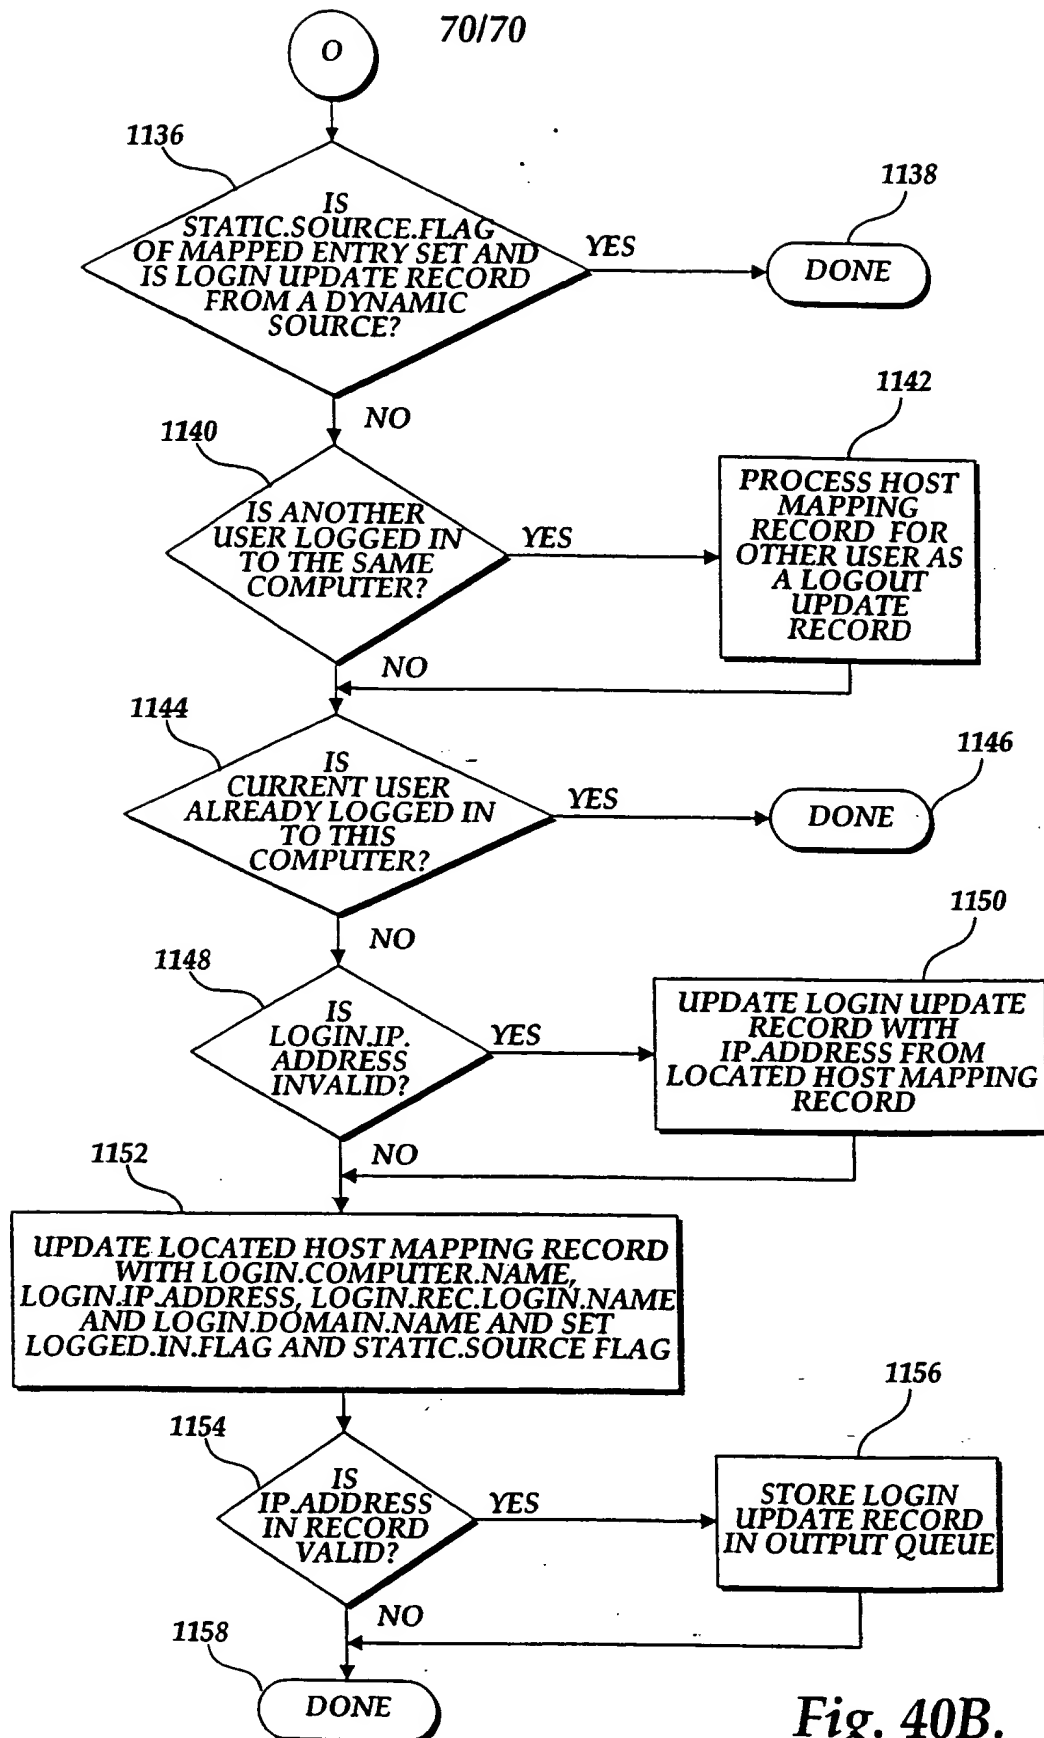 70/70
O
1136
IS
STATIC.SOURCE.FLAG
OF MAPPED ENTRY SET AND
IS LOGIN UPDATE RECORD
FROM A DYNAMIC
SOURCE?
YES
1138
DONE
NO
1140
IS ANOTHER
USER LOGGED IN
TO THE SAME
COMPUTER?
YES
1142
PROCESS HOST
MAPPING
RECORD FOR
OTHER USER AS
A LOGOUT
UPDATE
RECORD
NO
1144
IS
CURRENT USER
ALREADY LOGGED IN
TO THIS
COMPUTER?
YES
1146
DONE
NO
1148
IS
LOGIN.IP.
ADDRESS
INVALID?
YES
1150
UPDATE LOGIN UPDATE
RECORD WITH
IP.ADDRESS FROM
LOCATED HOST MAPPING
RECORD
NO
1152
UPDATE LOCATED HOST MAPPING RECORD
WITH LOGIN.COMPUTER.NAME,
LOGIN.IP.ADDRESS, LOGIN.REC.LOGIN.NAME
AND LOGIN.DOMAIN.NAME AND SET
LOGGED.IN.FLAG AND STATIC.SOURCE FLAG
1154
IS
IP.ADDRESS
IN RECORD
VALID?
YES
1156
STORE LOGIN
UPDATE RECORD
IN OUTPUT QUEUE
NO
1158
DONE
Fig. 40B.